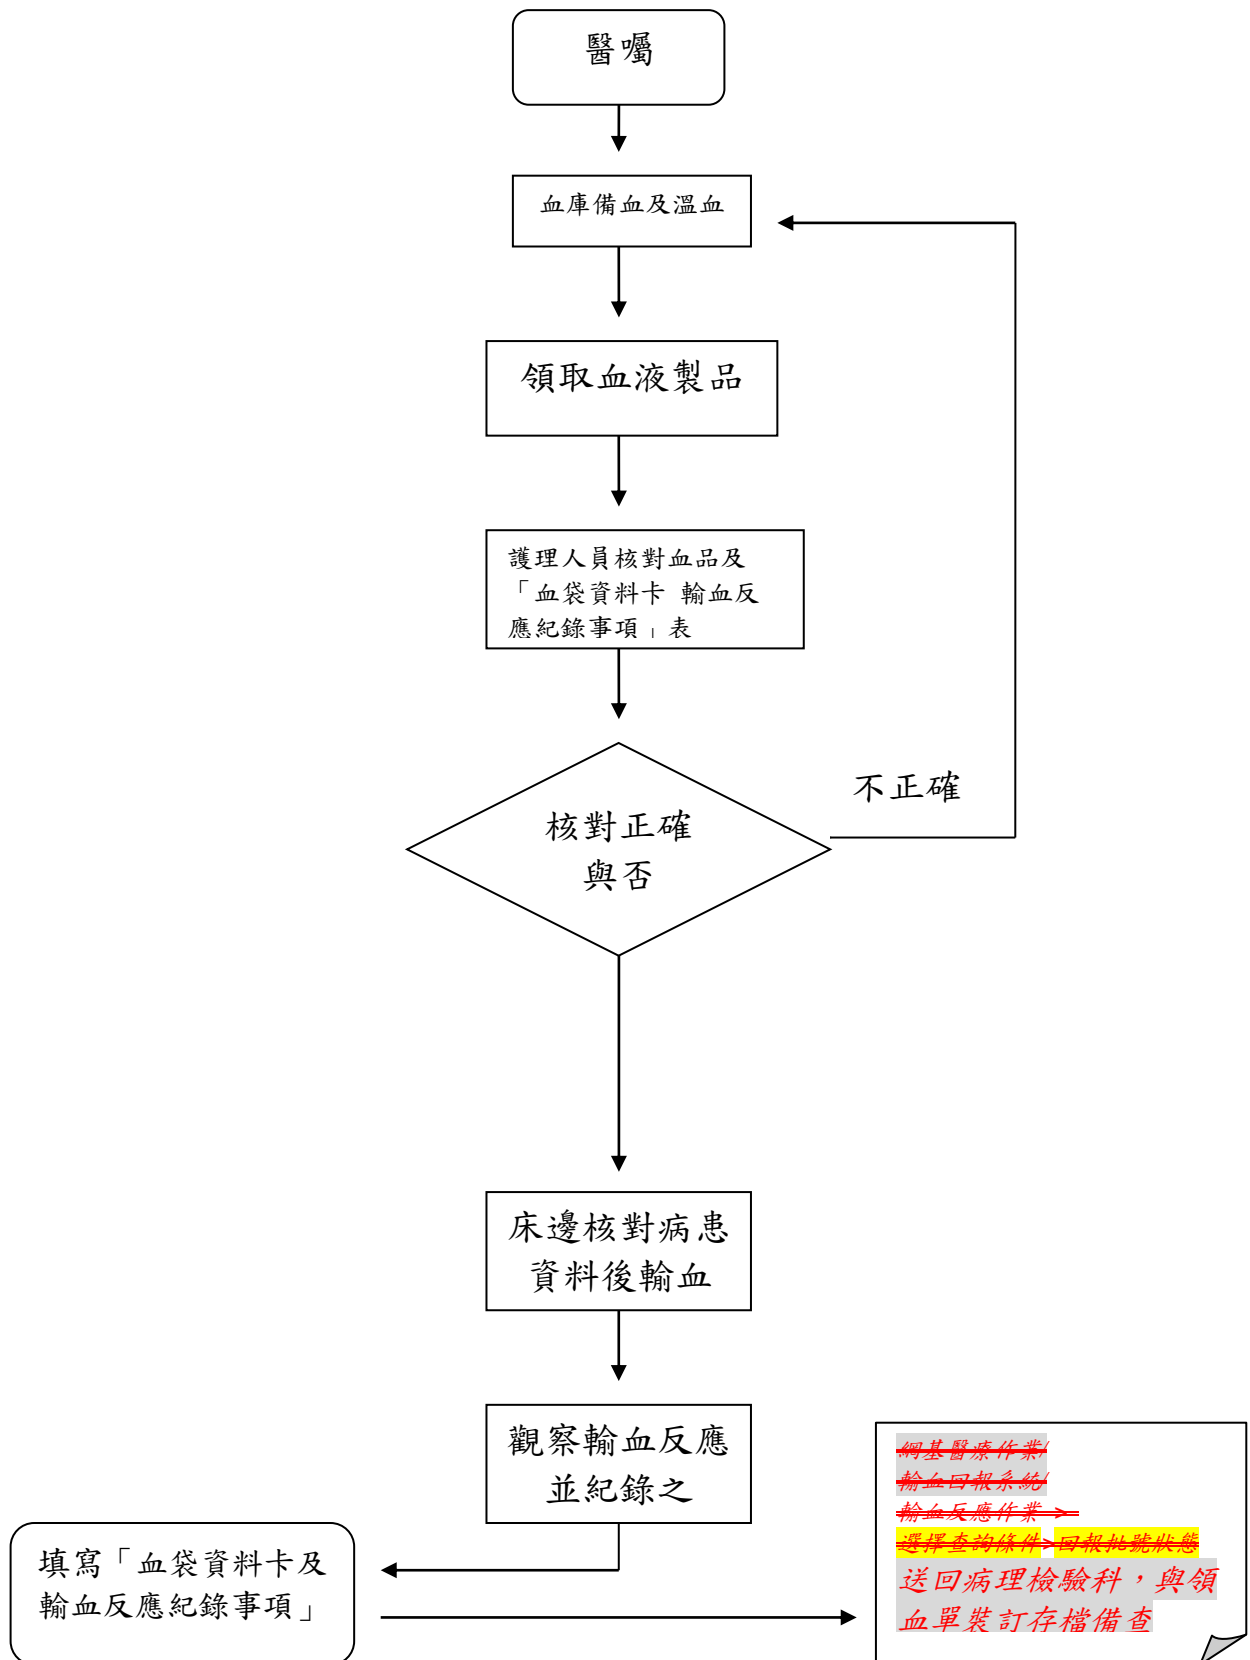 醫囑
血庫備血及溫血
領取血液製品
護理人員核對血品及
「血袋資料卡 輸血反
應紀錄事項」表
不正確
核對正確
與否
床邊核對病患
資料後輸血
觀察輸血反應
並紀錄之
填寫「血袋資料卡及
輸血反應紀錄事項」
網基醫療作業/
輸血回報系統/
輸血反應作業 >
選擇查詢條件>回報批號狀態
送回病理檢驗科，與領
血單裝訂存檔備查